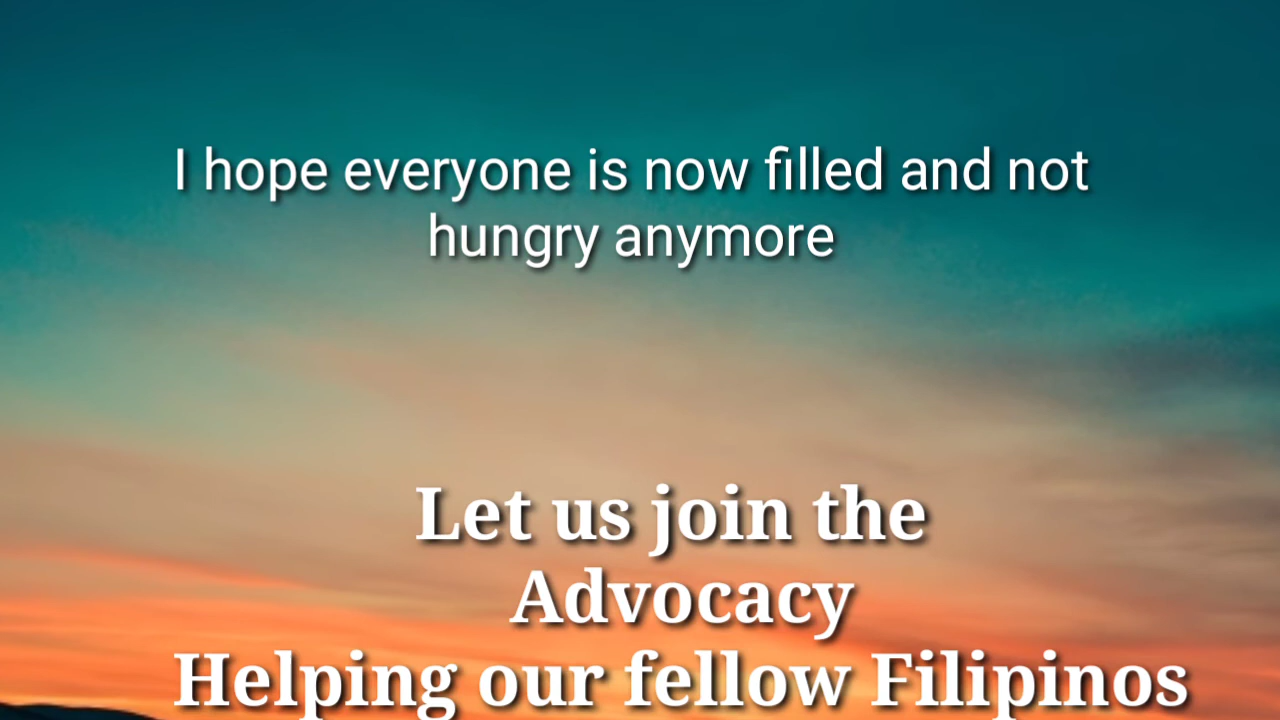 I hope everyone is now filled and not
hungry anymore
Let us join the
Advocacy
Helping our fellow Filipinos